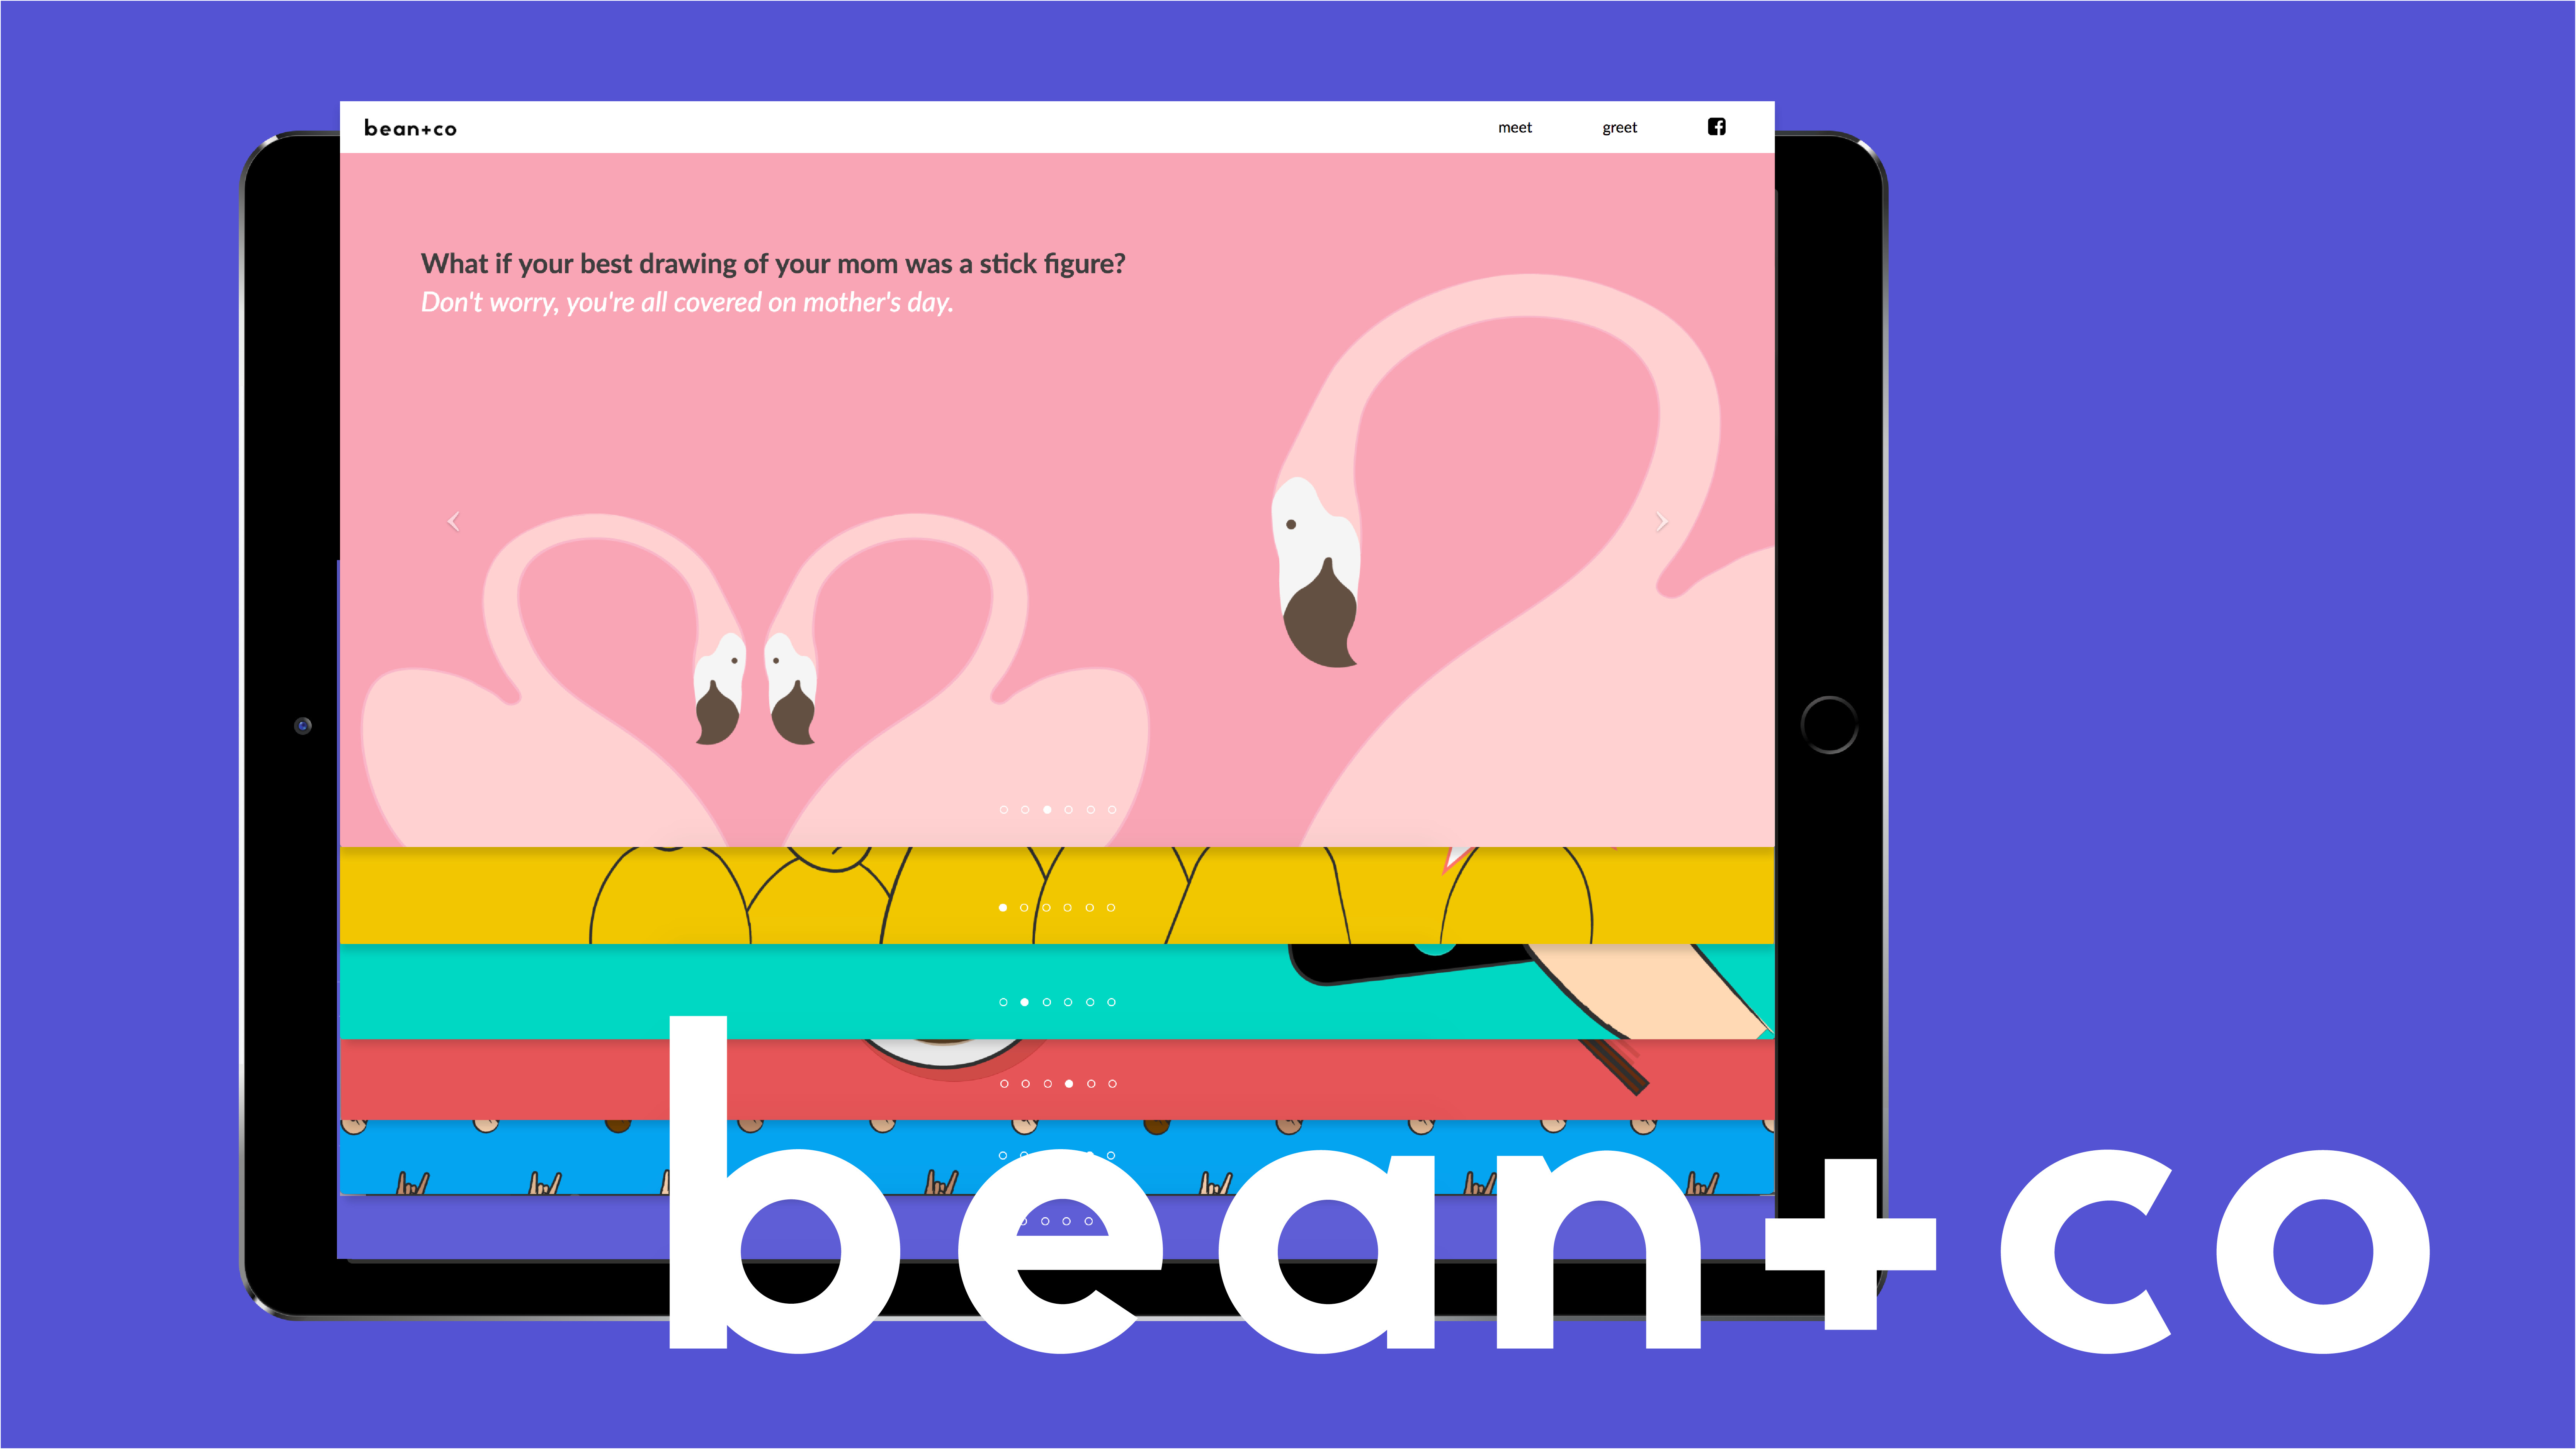 bean+co
meet
greet
What if your best drawing of your mom was a stick figure?
Don't worry, you're all covered on mother's day.
bean+co